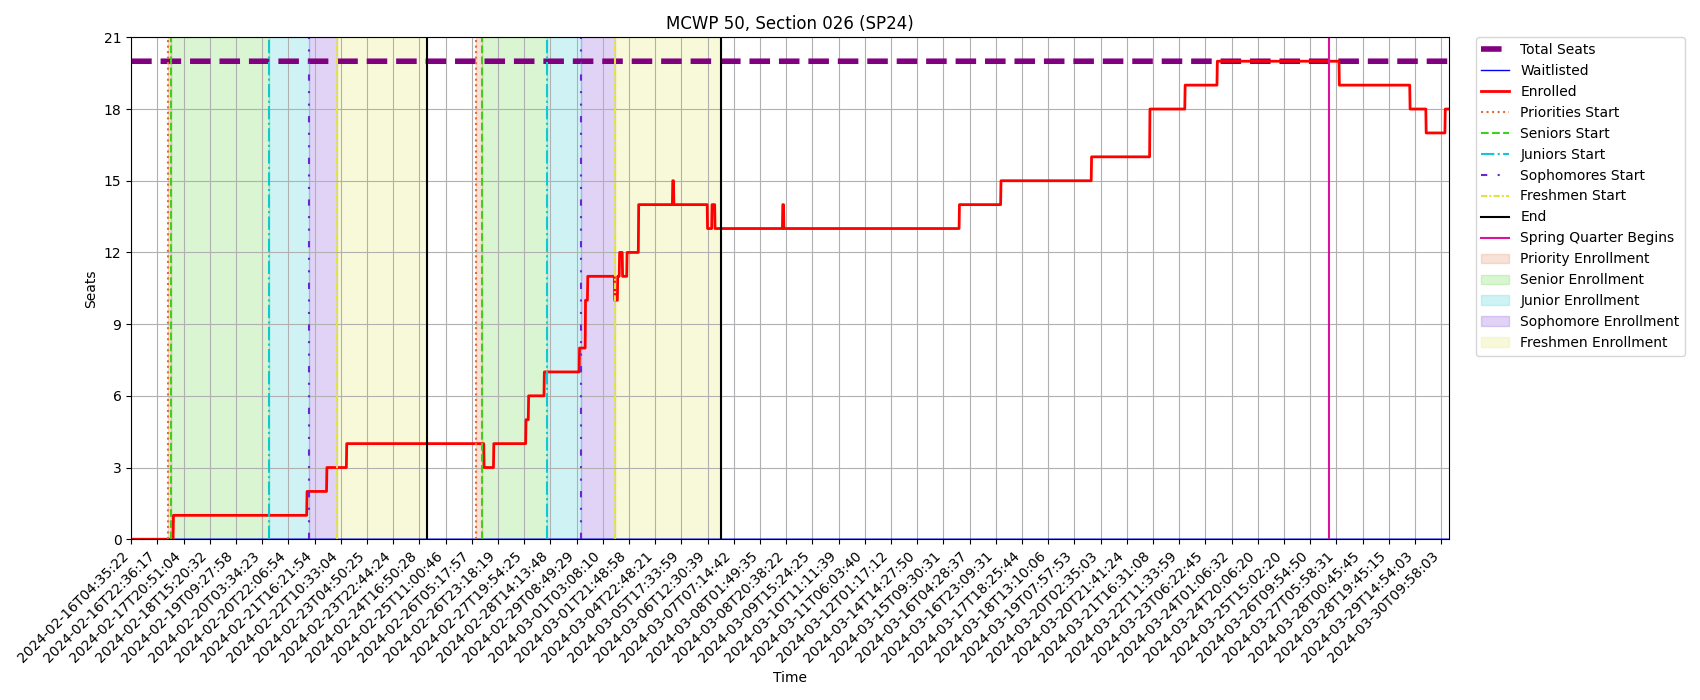 MCWP 50, Section 026 (SP24)
21
18
15
12
9
6
3
0
Seats
2024-02-16T04:35:22
2024-02-16T22:36:17
2024-02-17T20:51:04
2024-02-18T15:20:32
2024-02-19T09:27:58
2024-02-20T03:34:23
2024-02-20T22:06:54
2024-02-21T16:21:54
2024-02-22T10:33:04
2024-02-23T04:50:25
2024-02-23T22:44:24
2024-02-24T16:50:28
2024-02-25T11:00:46
2024-02-26T05:17:57
2024-02-26T23:18:19
2024-02-27T19:54:25
2024-02-28T14:13:48
2024-02-29T08:49:29
2024-03-01T03:08:10
2024-03-01T21:48:58
2024-03-04T22:48:21
2024-03-05T17:33:59
2024-03-06T12:30:39
2024-03-07T07:14:42
2024-03-08T01:49:35
2024-03-08T20:38:22
2024-03-09T15:24:25
2024-03-10T11:11:39
2024-03-11T06:03:40
2024-03-12T01:17:12
2024-03-14T14:27:50
2024-03-15T09:30:31
2024-03-16T04:28:37
2024-03-16T23:09:31
2024-03-17T18:25:44
2024-03-18T13:10:06
2024-03-19T07:57:53
2024-03-20T02:35:03
2024-03-20T21:41:24
2024-03-21T16:31:08
2024-03-22T11:33:59
2024-03-23T06:22:45
2024-03-24T01:06:32
2024-03-24T20:06:20
2024-03-25T15:02:20
2024-03-26T09:54:50
2024-03-27T05:58:31
2024-03-28T00:45:45
2024-03-28T19:45:15
2024-03-29T14:54:03
2024-03-30T09:58:03
Time
Total Seats
Waitlisted
Enrolled
Priorities Start
Seniors Start
Juniors Start
Sophomores Start
Freshmen Start
End
Spring Quarter Begins
Priority Enrollment
Senior Enrollment
Junior Enrollment
Sophomore Enrollment
Freshmen Enrollment